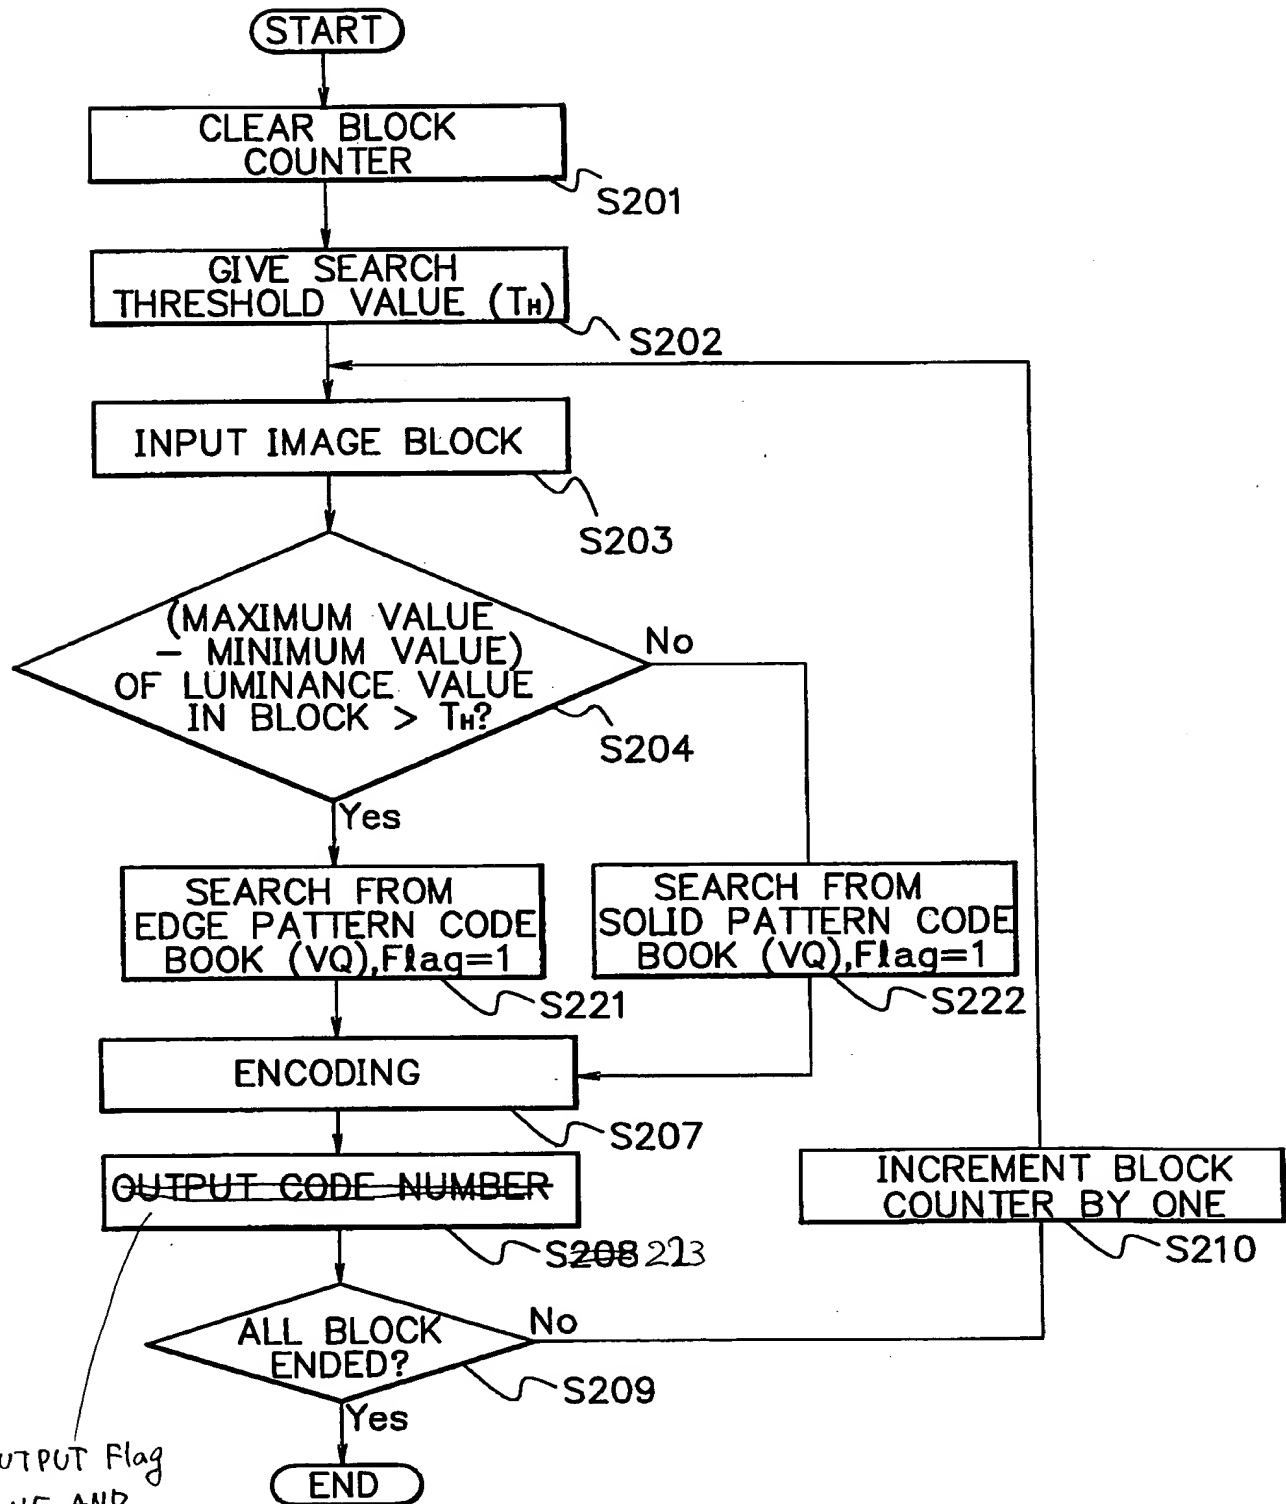 START
CLEAR BLOCK
COUNTER
S201
GIVE SEARCH
THRESHOLD VALUE (TH)
S202
INPUT IMAGE BLOCK
S203
(MAXIMUM VALUE
- MINIMUM VALUE)
OF LUMINANCE VALUE
IN BLOCK > TH?
No
S204
Yes
SEARCH FROM
EDGE PATTERN CODE
BOOK (VQ),Flag=1
S221
SEARCH FROM
SOLID PATTERN CODE
BOOK (VQ),Flag=1
S222
ENCODING
S207
OUTPUT CODE NUMBER
S208 223
INCREMENT BLOCK
COUNTER BY ONE
S210
ALL BLOCK
ENDED?
No
S209
Yes
END
UTPUT Flag
AND